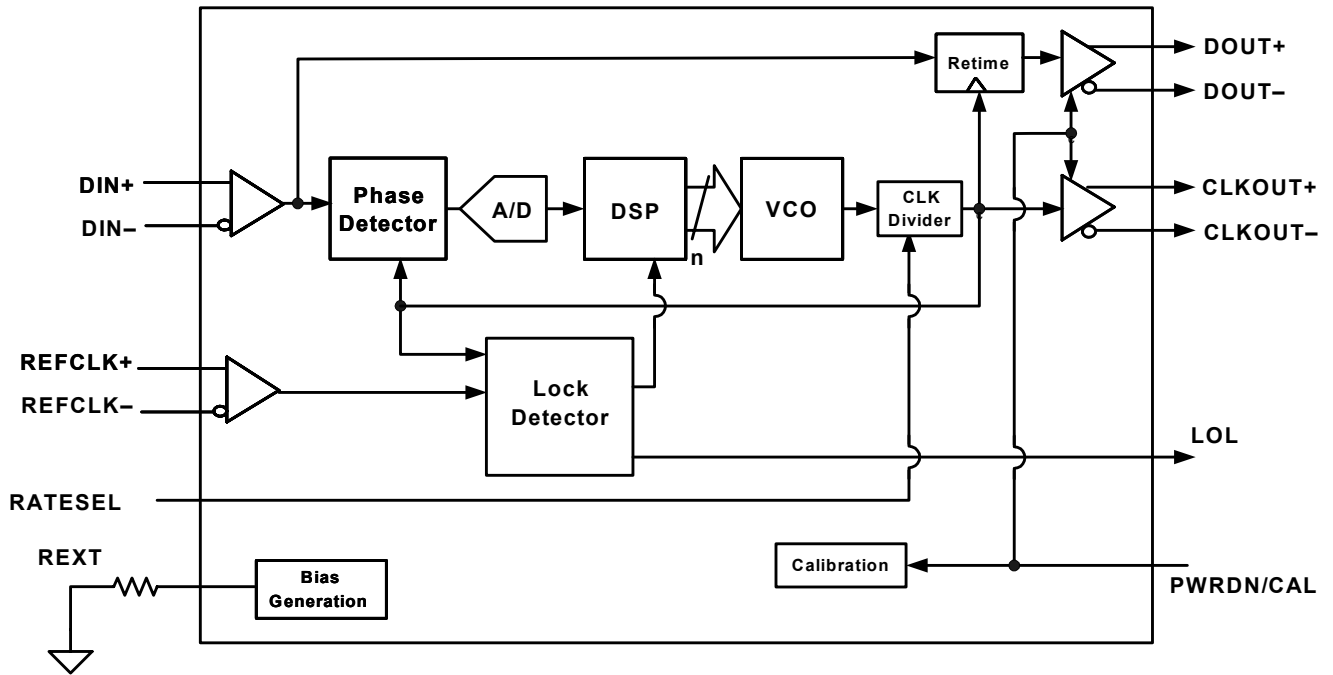 DOUT+
Retime
DOUT–
DIN+
DIN–
Phase
Detector
A/D
DSP
n
VCO
CLK
Divider
CLKOUT+
CLKOUT–
REFCLK+
REFCLK–
Lock
Detector
LOL
RATESEL
REXT
Bias
Generation
Calibration
PWRDN/CAL